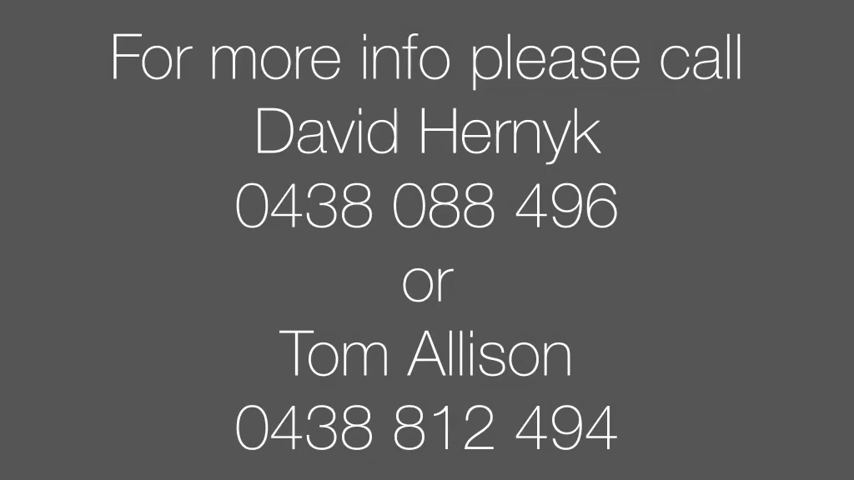 For more info please call
David Hernyk
0438 088 496
or
Tom Allison
0438 812 494